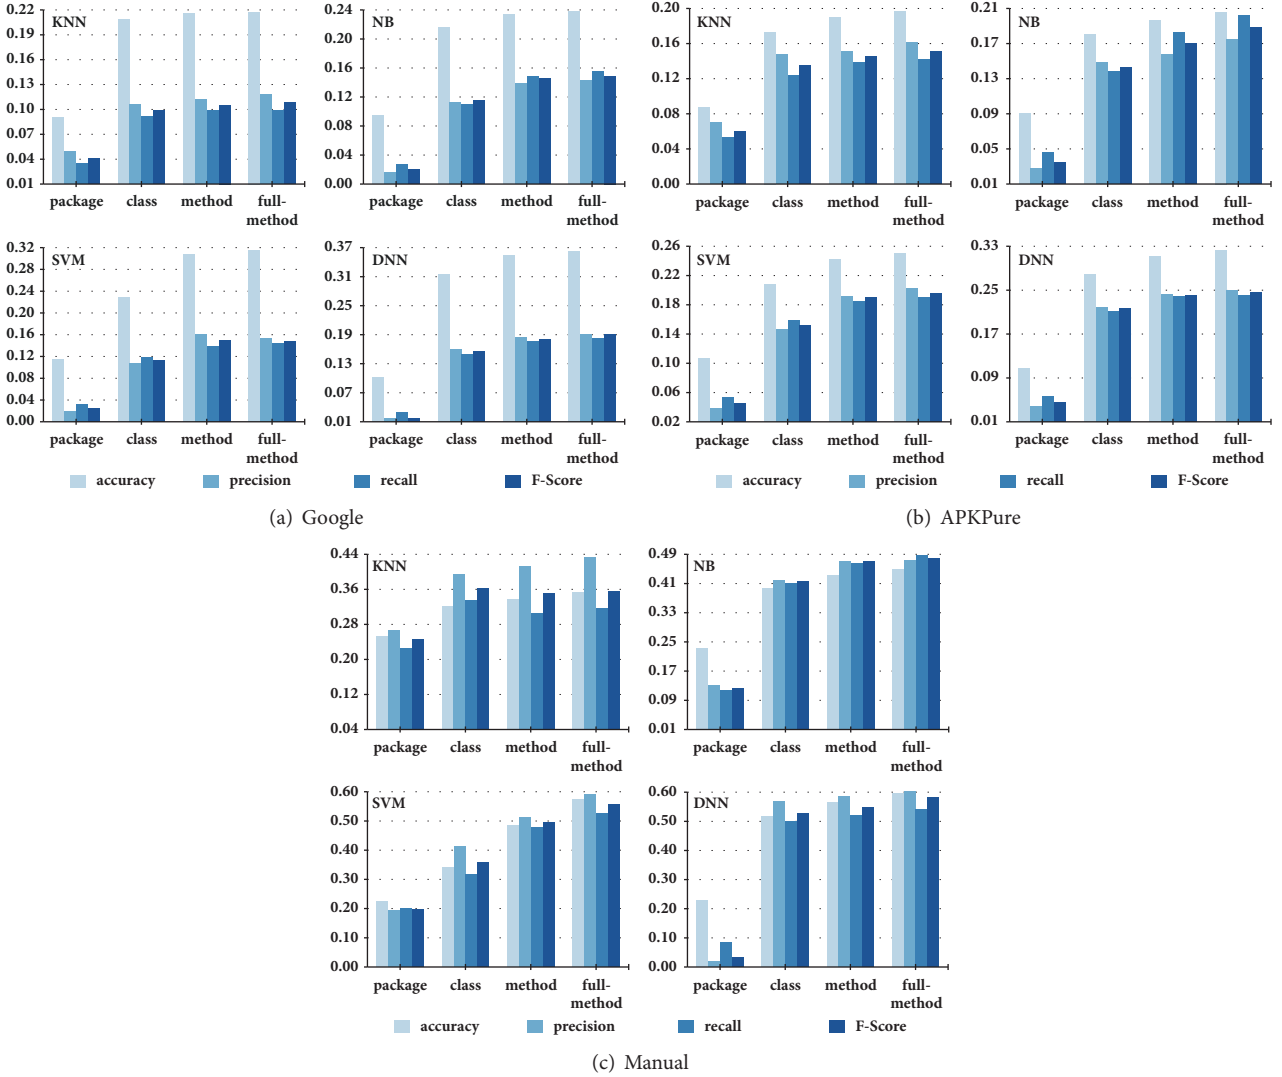 KNN
0.22
0.19
0.16
0.13
0.10
0.07
0.04
0.01
package
class
method
full-
method
NB
0.24
0.20
0.16
0.12
0.08
0.04
0.00
package
class
method
full-
method
SVM
0.32
0.28
0.24
0.20
0.16
0.12
0.08
0.04
0.00
package
class
method
full-
method
DNN
0.37
0.31
0.25
0.19
0.13
0.07
0.01
package
class
method
full-
method
accuracy
precision
recall
F-Score
(a) Google
KNN
0.20
0.16
0.12
0.08
0.04
0.00
package
class
method
full-
method
NB
0.21
0.17
0.13
0.09
0.05
0.01
package
class
method
full-
method
SVM
0.26
0.22
0.18
0.14
0.10
0.06
0.02
package
class
method
full-
method
DNN
0.33
0.25
0.17
0.09
0.01
package
class
method
full-
method
accuracy
precision
recall
F-Score
(b) APKPure
KNN
0.44
0.36
0.28
0.20
0.12
0.04
package
class
method
full-
method
NB
0.49
0.41
0.33
0.25
0.17
0.09
0.01
package
class
method
full-
method
SVM
0.60
0.50
0.40
0.30
0.20
0.10
0.00
package
class
method
full-
method
DNN
0.60
0.50
0.40
0.30
0.20
0.10
0.00
package
class
method
full-
method
accuracy
precision
recall
F-Score
(c) Manual